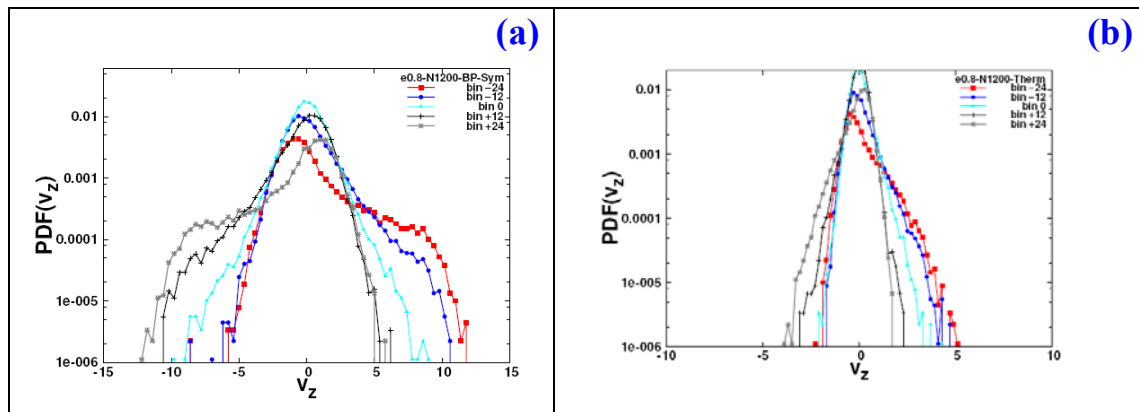 (a)
e0.8-N1200-BP-Sym
bin -24
bin -12
bin 0
bin +12
bin +24
PDF(vz)
0.01
0.001
0.0001
1e-005
1e-006
-15 -10 -5 0 5 10 15
vz
(b)
e0.8-N1200-Therm
bin -24
bin -12
bin 0
bin +12
bin +24
PDF(vz)
0.01
0.001
0.0001
1e-005
1e-006
-10 -5 0 5 10
vz